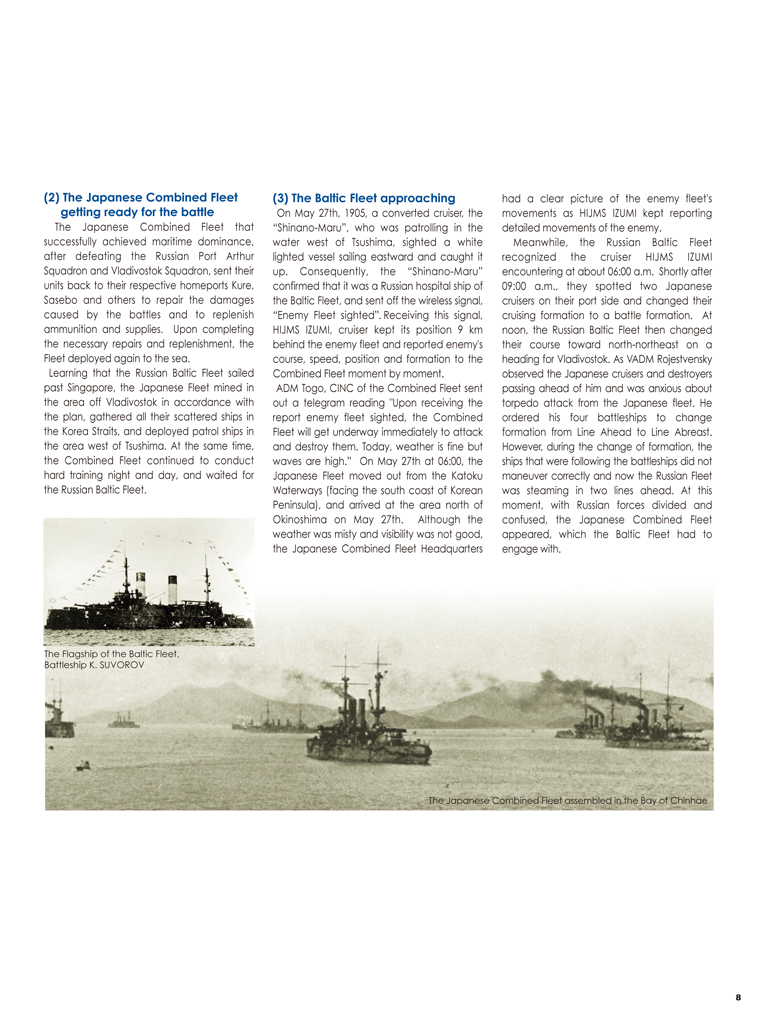 (2) The Japanese Combined Fleet
getting ready for the battle
The Japanese Combined Fleet that
successfully achieved maritime dominance,
after defeating the Russian Port Arthur
Squadron and Vladivostok Squadron, sent their
units back to their respective homeports Kure,
Sasebo and others to repair the damages
caused by the battles and to replenish
ammunition and supplies. Upon completing
the necessary repairs and replenishment, the
Fleet deployed again to the sea.
Learning that the Russian Baltic Fleet sailed
past Singapore, the Japanese Fleet mined in
the area off Vladivostok in accordance with
the plan, gathered all their scattered ships in
the Korea Straits, and deployed patrol ships in
the area west of Tsushima. At the same time,
the Combined Fleet continued to conduct
hard training night and day, and waited for
the Russian Baltic Fleet.
The Flagship of the Baltic Fleet,
Battleship K. SUVOROV
(3) The Baltic Fleet approaching
On May 27th, 1905, a converted cruiser, the
“Shinano-Maru”, who was patrolling in the
water west of Tsushima, sighted a white
lighted vessel sailing eastward and caught it
up. Consequently, the “Shinano-Maru”
confirmed that it was a Russian hospital ship of
the Baltic Fleet, and sent off the wireless signal,
“Enemy Fleet sighted”. Receiving this signal,
HIJMS IZUMI, cruiser kept its position 9 km
behind the enemy fleet and reported enemy's
course, speed, position and formation to the
Combined Fleet moment by moment.
ADM Togo, CINC of the Combined Fleet sent
out a telegram reading "Upon receiving the
report enemy fleet sighted, the Combined
Fleet will get underway immediately to attack
and destroy them. Today, weather is fine but
waves are high.” On May 27th at 06:00, the
Japanese Fleet moved out from the Katoku
Waterways (facing the south coast of Korean
Peninsula), and arrived at the area north of
Okinoshima on May 27th. Although the
weather was misty and visibility was not good,
the Japanese Combined Fleet Headquarters
had a clear picture of the enemy fleet's
movements as HIJMS IZUMI kept reporting
detailed movements of the enemy.
Meanwhile, the Russian Baltic Fleet
recognized the cruiser HIJMS IZUMI
encountering at about 06:00 a.m. Shortly after
09:00 a.m., they spotted two Japanese
cruisers on their port side and changed their
cruising formation to a battle formation. At
noon, the Russian Baltic Fleet then changed
their course toward north-northeast on a
heading for Vladivostok. As VADM Rojestvensky
observed the Japanese cruisers and destroyers
passing ahead of him and was anxious about
torpedo attack from the Japanese fleet. He
ordered his four battleships to change
formation from Line Ahead to Line Abreast.
However, during the change of formation, the
ships that were following the battleships did not
maneuver correctly and now the Russian Fleet
was steaming in two lines ahead. At this
moment, with Russian forces divided and
confused, the Japanese Combined Fleet
appeared, which the Baltic Fleet had to
engage with.
The Japanese Combined Fleet assembled in the Bay of Chinhae
8